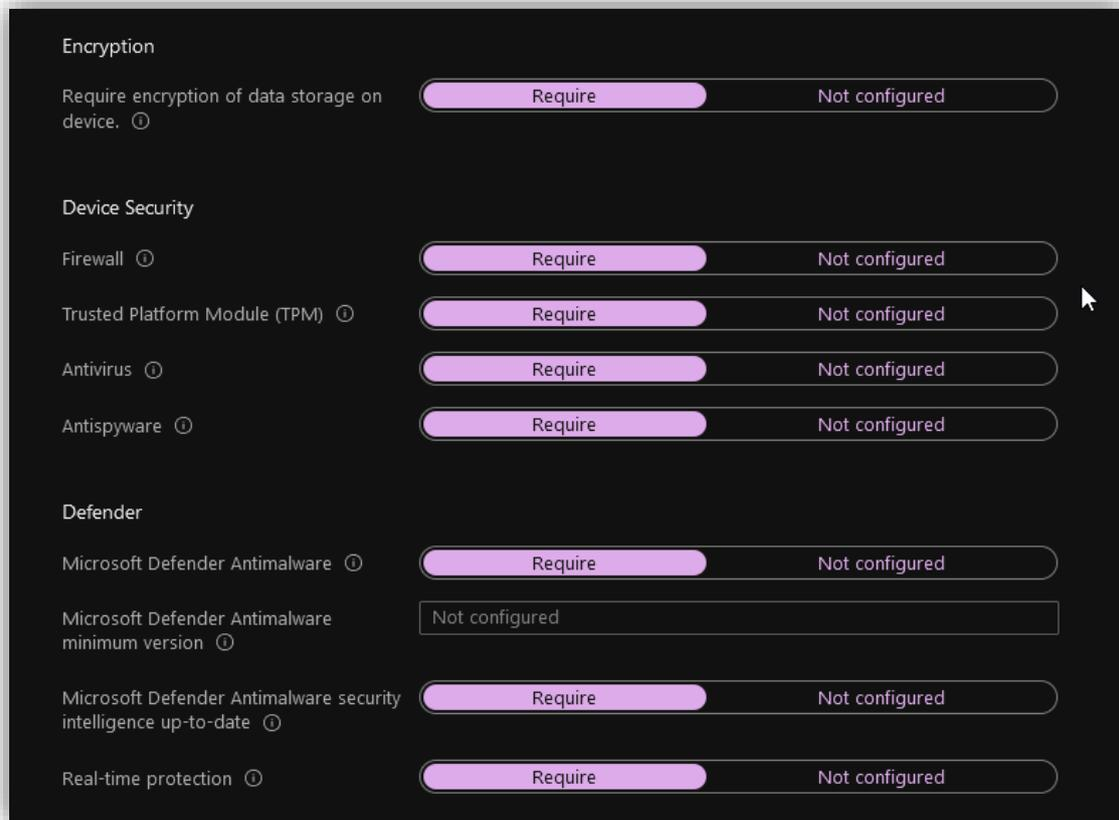 Encryption
Require encryption of data storage on
device.
Require Not configured
Device Security
Firewall
Require Not configured
Trusted Platform Module (TPM)
Require Not configured
Antivirus
Require Not configured
Antispyware
Require Not configured
Defender
Microsoft Defender Antimalware
Require Not configured
Microsoft Defender Antimalware
minimum version
Not configured
Microsoft Defender Antimalware security
intelligence up-to-date
Require Not configured
Real-time protection
Require Not configured